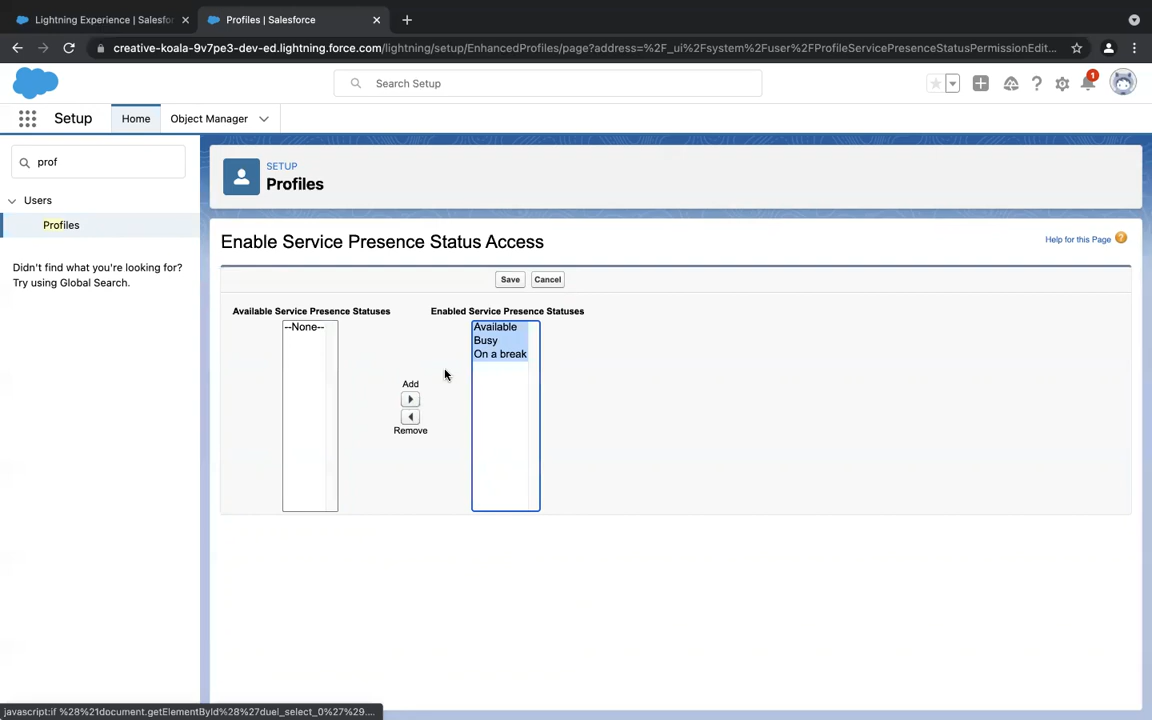 Lightning Experience | Salesfor
Profiles | Salesforce
creative-koala-9v7pe3-dev-ed.lightning.force.com/lightning/setup/EnhancedProfiles/page?address=%2F_ui%2Fsystem%2Fuser%2FProfileServicePresenceStatusPermissionEdit...
Search Setup
1
Setup
Home
Object Manager
prof
Users
Profiles
Didn't find what you're looking for?
Try using Global Search.
SETUP
Profiles
Enable Service Presence Status Access
Help for this Page
Save
Cancel
Available Service Presence Statuses
Enabled Service Presence Statuses
--None--
Available
Busy
On a break
Add
Remove
javascript:if %28%21document.getElementById%28%27duel_select_0%27%29....